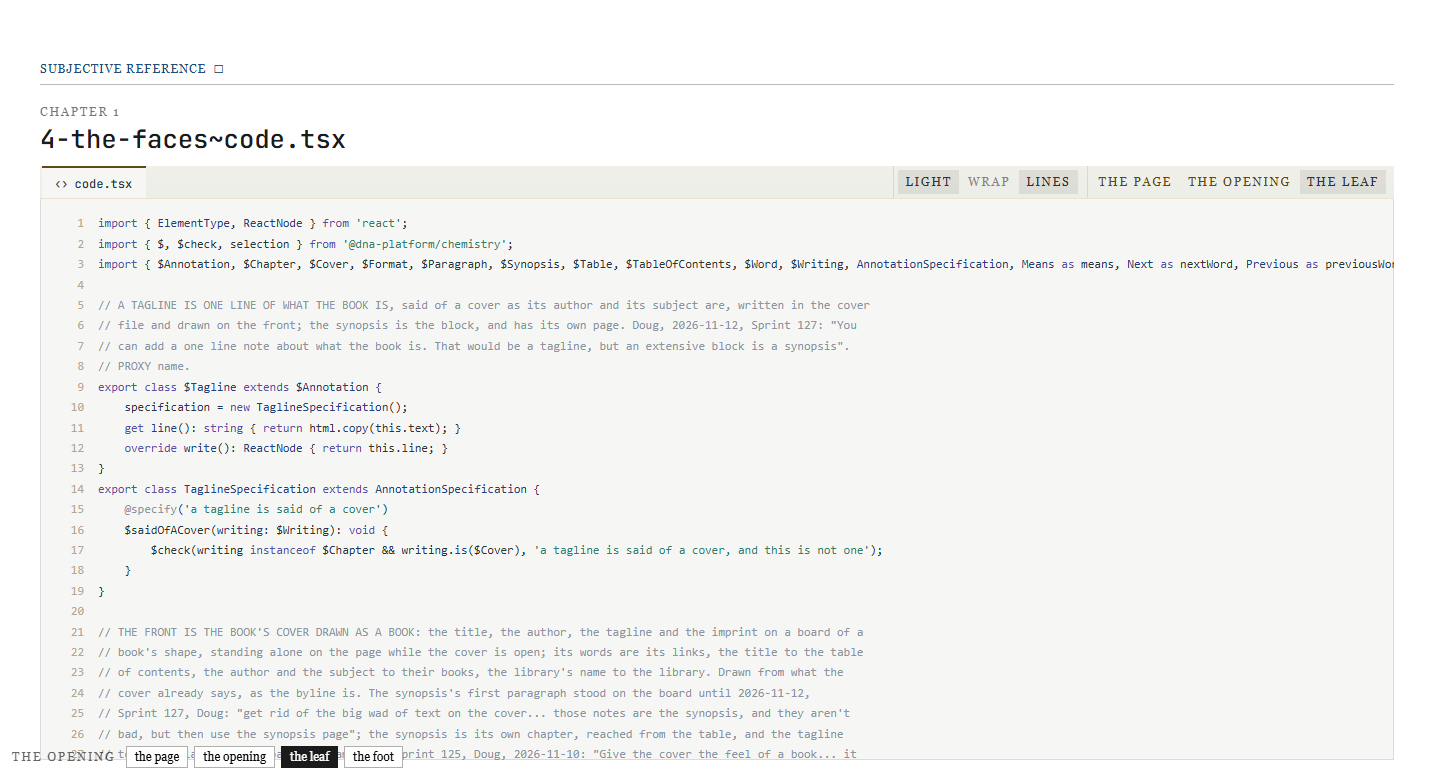 SUBJECTIVE REFERENCE
CHAPTER 1
4-the-faces~code.tsx
<> code.tsx
LIGHT WRAP LINES THE PAGE THE OPENING THE LEAF
1 import { ElementType, ReactNode } from 'react';
2 import { $, $check, selection } from '@dna-platform/chemistry';
3 import { $Annotation, $Chapter, $Cover, $Format, $Paragraph, $Synopsis, $Table, $TableOfContents, $Word, $Writing, AnnotationSpecification, Means as means, Next as nextWord, Previous as previousWor
4
5 // A TAGLINE IS ONE LINE OF WHAT THE BOOK IS, said of a cover as its author and its subject are, written in the cover
6 // file and drawn on the front; the synopsis is the block, and has its own page. Doug, 2026-11-12, Sprint 127: "You
7 // can add a one line note about what the book is. That would be a tagline, but an extensive block is a synopsis".
8 // PROXY name.
9 export class $Tagline extends $Annotation {
10 specification = new TaglineSpecification();
11 get line(): string { return html.copy(this.text); }
12 override write(): ReactNode { return this.line; }
13 }
14 export class TaglineSpecification extends AnnotationSpecification {
15 @specify('a tagline is said of a cover')
16 $saidOfACover(writing: $Writing): void {
17 $check(writing instanceof $Chapter && writing.is($Cover), 'a tagline is said of a cover, and this is not one');
18 }
19 }
20
21 // THE FRONT IS THE BOOK'S COVER DRAWN AS A BOOK: the title, the author, the tagline and the imprint on a board of a
22 // book's shape, standing alone on the page while the cover is open; its words are its links, the title to the table
23 // of contents, the author and the subject to their books, the library's name to the library. Drawn from what the
24 // cover already says, as the byline is. The synopsis's first paragraph stood on the board until 2026-11-12,
25 // Sprint 127, Doug: "get rid of the big wad of text on the cover... those notes are the synopsis, and they aren't
26 // bad, but then use the synopsis page"; the synopsis is its own chapter, reached from the table, and the tagline
print 125, Doug, 2026-11-10: "Give the cover the feel of a book... it
THE OPENING the page the opening the leaf the foot